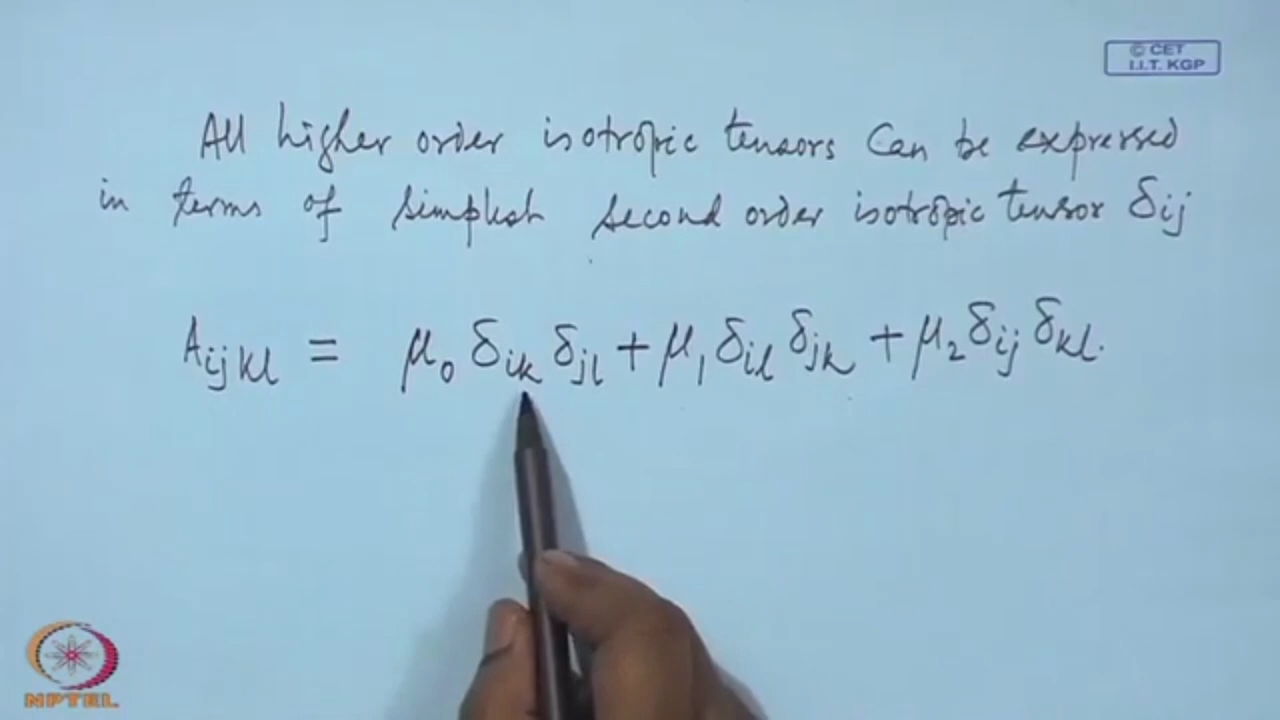 © CET
I.I.T. KGP
All higher order isotropic tensors can be expressed
in terms of simplest second order isotropic tensor δij
Aijkl = μ₀ δik δjl + μ₁ δil δjk + μ₂ δij δkl.
NPTEL